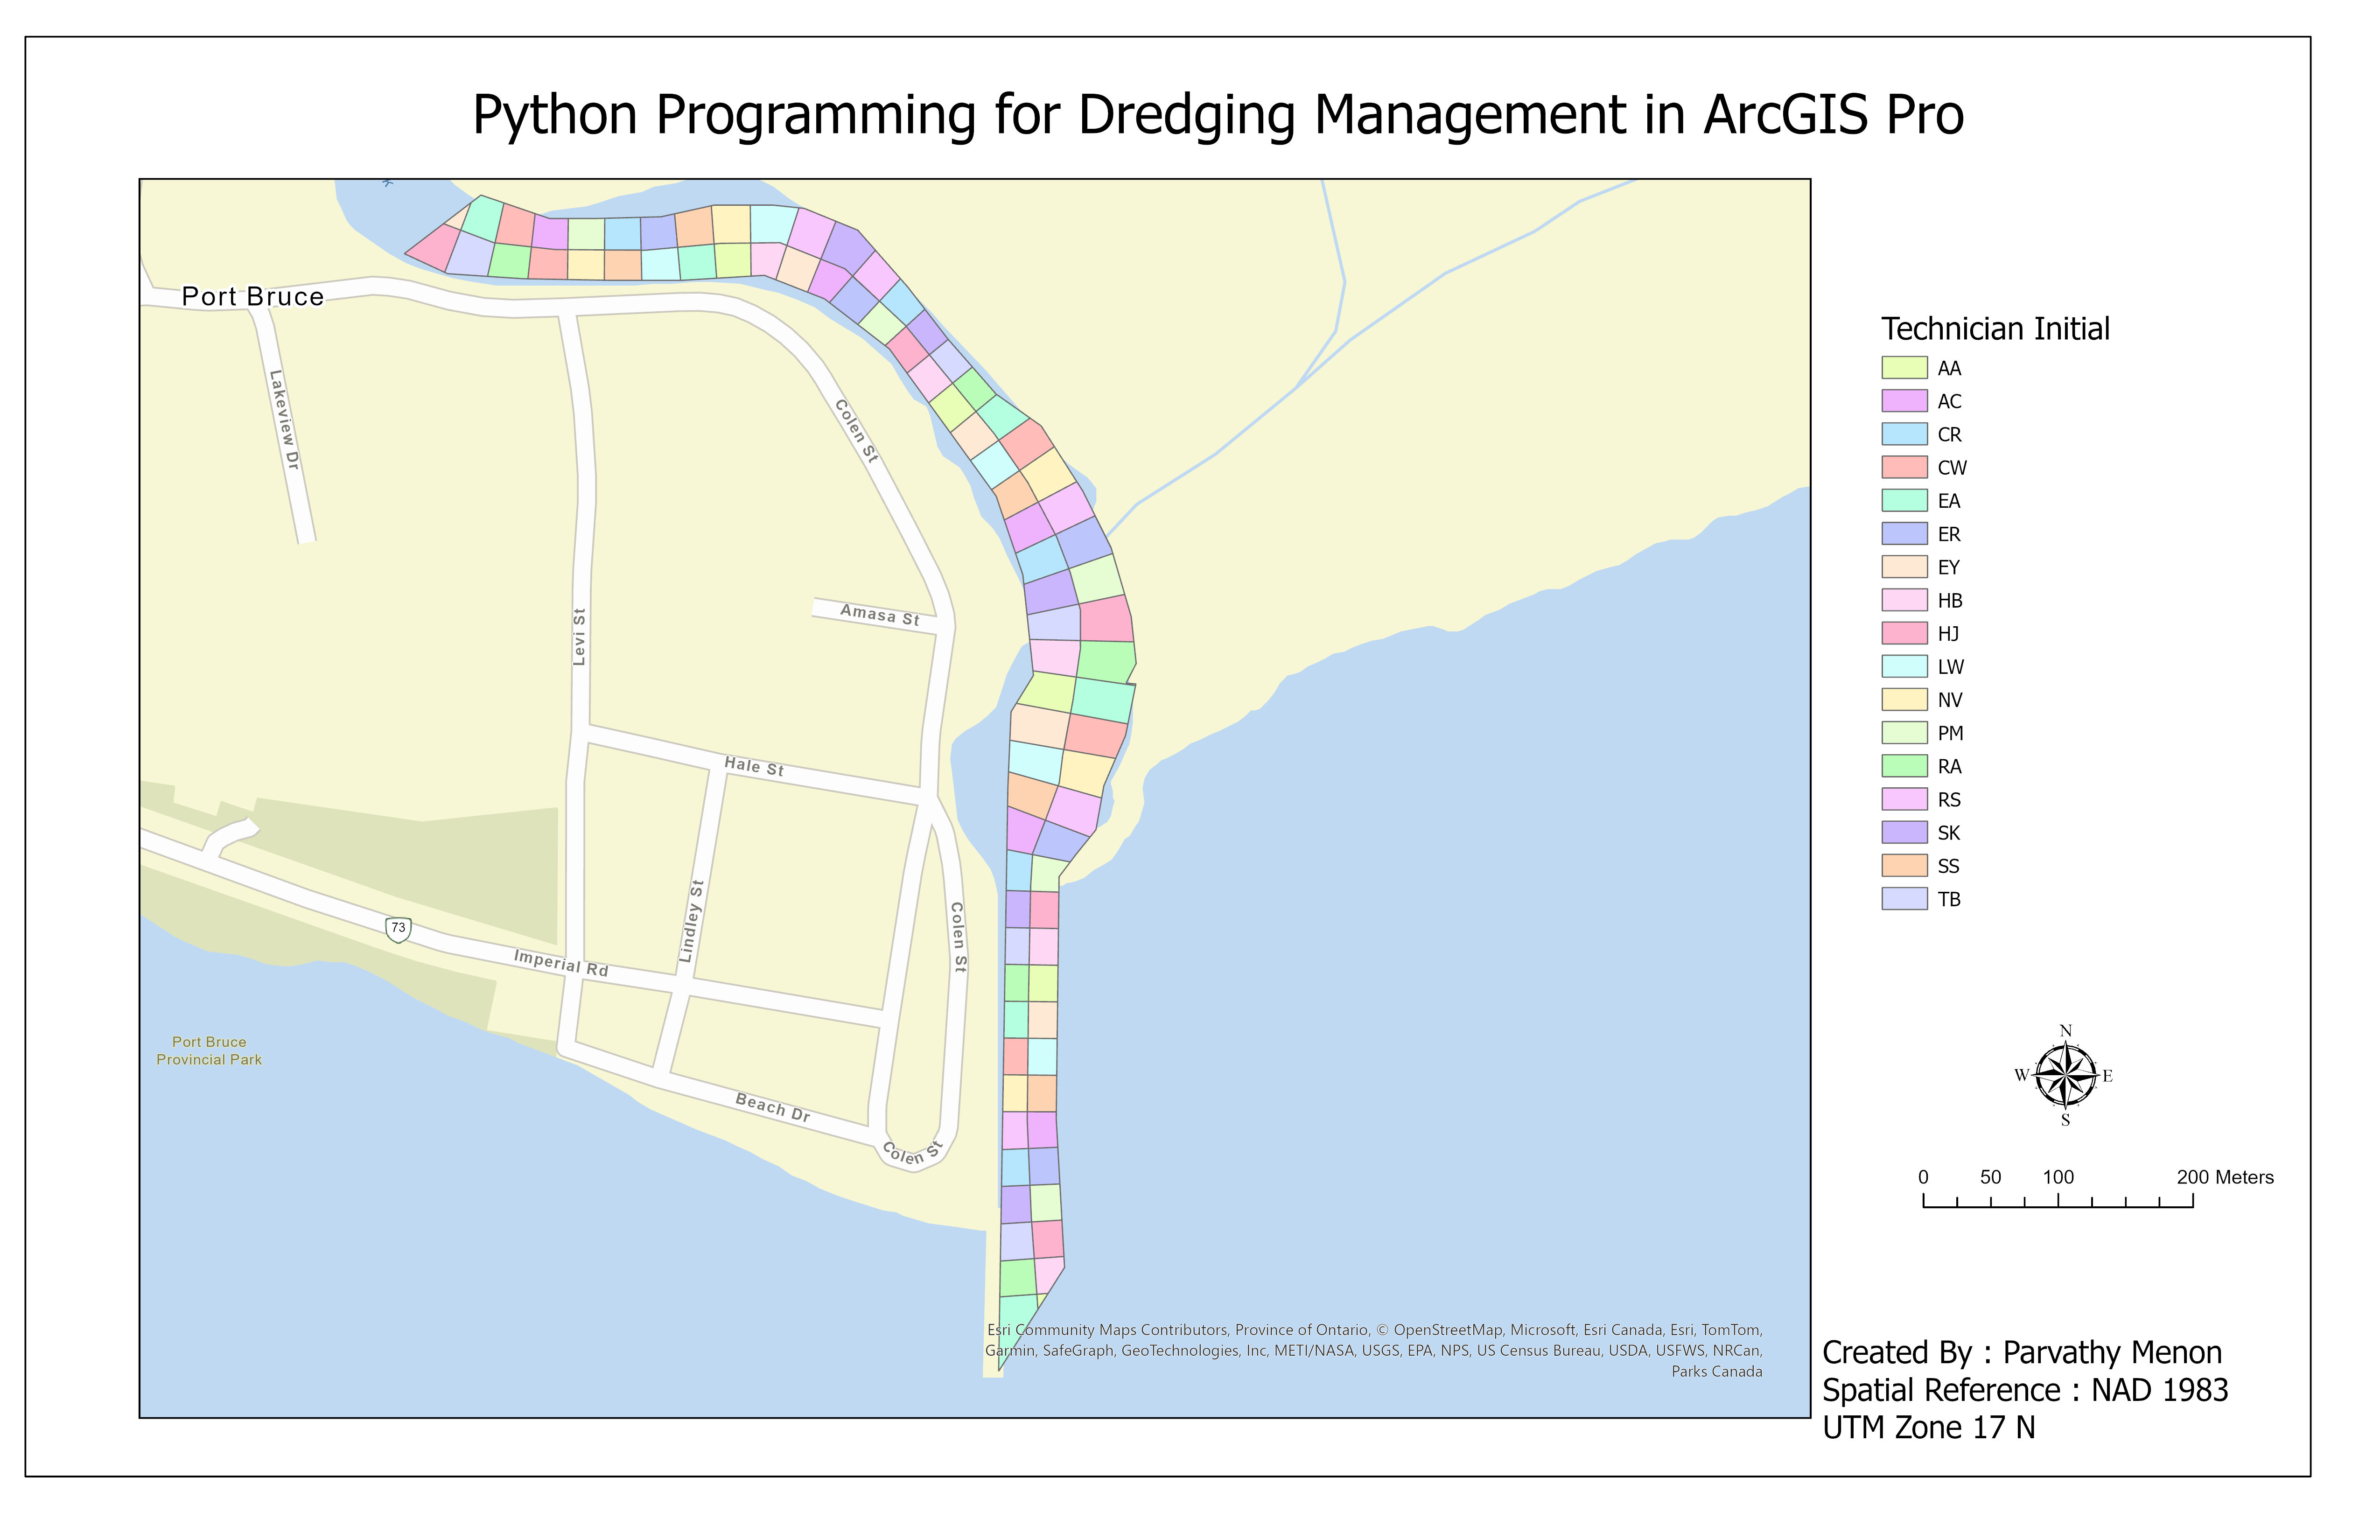 Python Programming for Dredging Management in ArcGIS Pro
Port Bruce
Lakeview Dr
Colen St
Levi St
Amasa St
Hale St
Lindley St
Colen St
73
Imperial Rd
Port Bruce
Provincial Park
Beach Dr
Colen St
Esri Community Maps Contributors, Province of Ontario, © OpenStreetMap, Microsoft, Esri Canada, Esri, TomTom,
Garmin, SafeGraph, GeoTechnologies, Inc, METI/NASA, USGS, EPA, NPS, US Census Bureau, USDA, USFWS, NRCan,
Parks Canada
Technician Initial
AA
AC
CR
CW
EA
ER
EY
HB
HJ
LW
NV
PM
RA
RS
SK
SS
TB
N
W E
S
0 50 100 200 Meters
Created By : Parvathy Menon
Spatial Reference : NAD 1983
UTM Zone 17 N